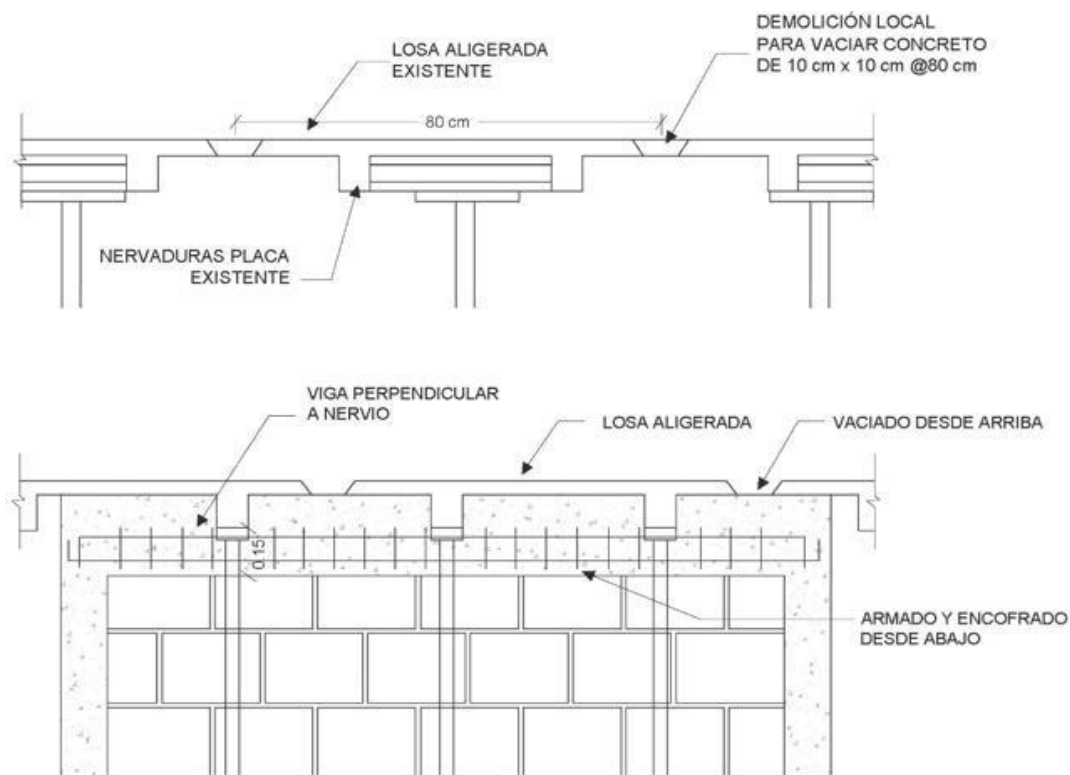 LOSA ALIGERADA
EXISTENTE
DEMOLICIÓN LOCAL
PARA VACIAR CONCRETO
DE 10 cm x 10 cm @80 cm
80 cm
NERVADURAS PLACA
EXISTENTE
VIGA PERPENDICULAR
A NERVIO
LOSA ALIGERADA
VACIADO DESDE ARRIBA
0.15
ARMADO Y ENCOFRADO
DESDE ABAJO